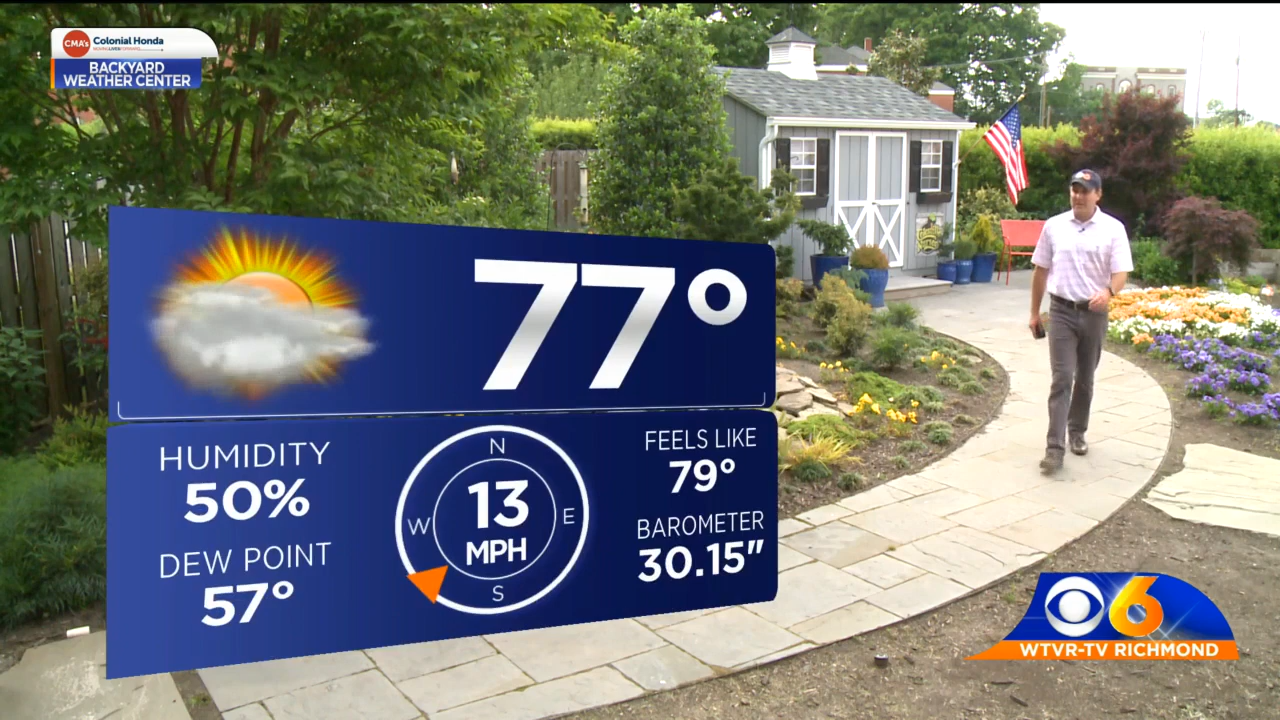 CMA's Colonial Honda
BACKYARD
WEATHER CENTER
77°
HUMIDITY
50%
DEW POINT
57°
N
W
E
S
13
MPH
FEELS LIKE
79°
BAROMETER
30.15"
6
WTVR-TV RICHMOND